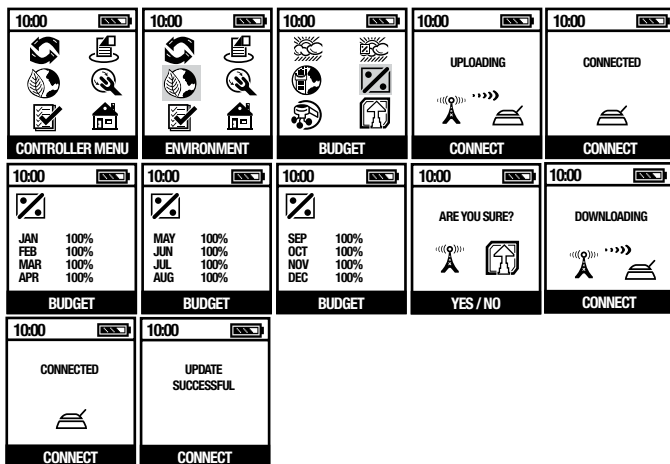 10:00
CONTROLLER MENU
10:00
ENVIRONMENT
10:00
BUDGET
10:00
UPLOADING
CONNECT
10:00
CONNECTED
CONNECT
10:00
JAN 100%
FEB 100%
MAR 100%
APR 100%
BUDGET
10:00
MAY 100%
JUN 100%
JUL 100%
AUG 100%
BUDGET
10:00
SEP 100%
OCT 100%
NOV 100%
DEC 100%
BUDGET
10:00
ARE YOU SURE?
YES / NO
10:00
DOWNLOADING
CONNECT
10:00
CONNECTED
CONNECT
10:00
UPDATE
SUCCESSFUL
CONNECT